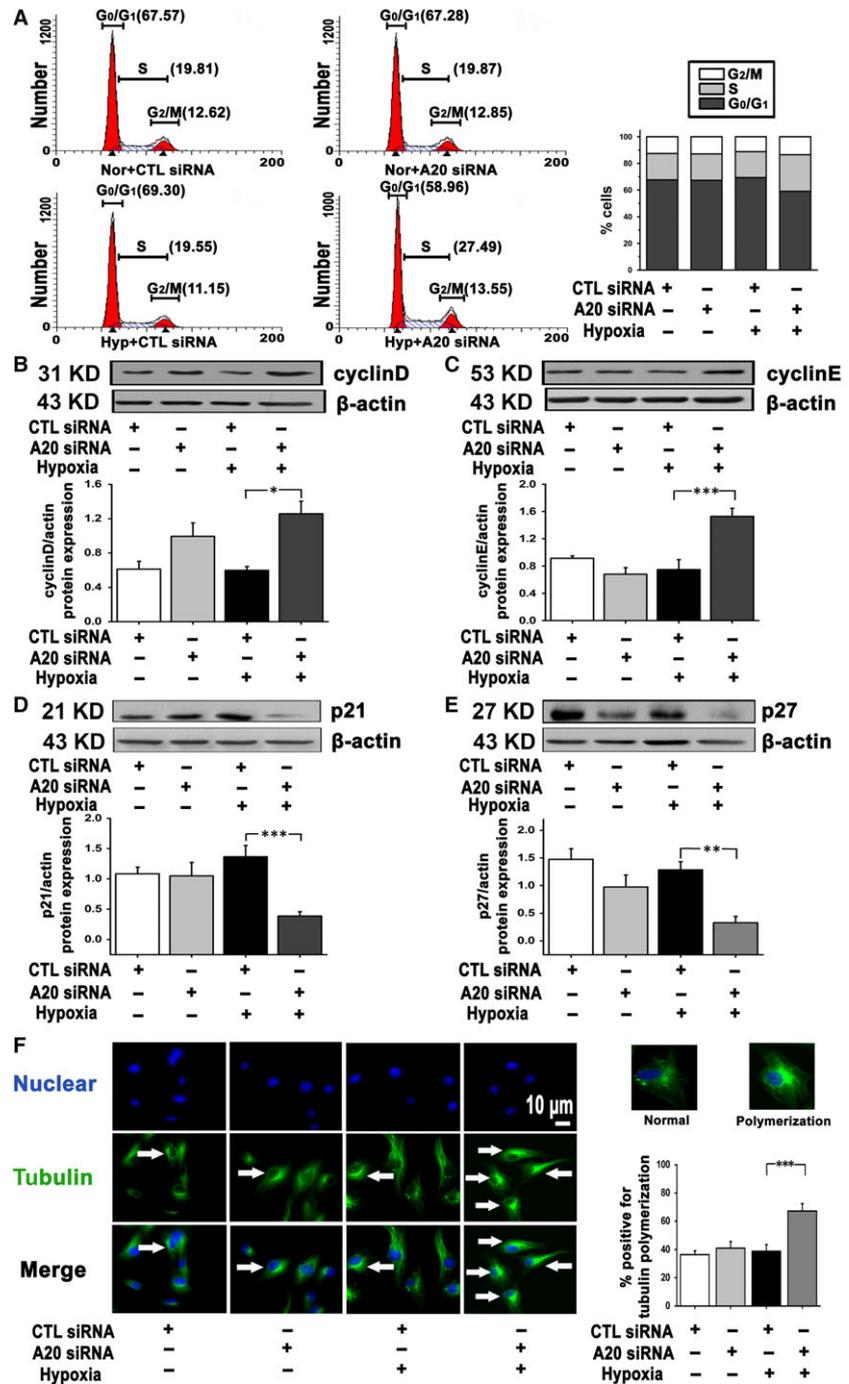 A
G0/G1(67.57)
1200
Number
S (19.81)
G2/M(12.62)
0
0 200
Nor+CTL siRNA
G0/G1(67.28)
1200
Number
S (19.87)
G2/M(12.85)
0
0 200
Nor+A20 siRNA
G0/G1(69.30)
1200
Number
S (19.55)
G2/M(11.15)
0
0 200
Hyp+CTL siRNA
G0/G1(58.96)
1000
Number
S (27.49)
G2/M(13.55)
0
0 200
Hyp+A20 siRNA
G2/M
S
G0/G1
% cells
100
80
60
40
20
0
CTL siRNA + – + –
A20 siRNA – + – +
Hypoxia – – + +
B
31 KD cyclinD
43 KD β-actin
CTL siRNA + – + –
A20 siRNA – + – +
Hypoxia – – + +
cyclinD/actin
protein expression
1.6
1.2
0.8
0.4
0.0
*
CTL siRNA + – + –
A20 siRNA – + – +
Hypoxia – – + +
C
53 KD cyclinE
43 KD β-actin
CTL siRNA + – + –
A20 siRNA – + – +
Hypoxia – – + +
cyclinE/actin
protein expression
2.0
1.6
1.2
0.8
0.4
0.0
***
CTL siRNA + – + –
A20 siRNA – + – +
Hypoxia – – + +
D
21 KD p21
43 KD β-actin
CTL siRNA + – + –
A20 siRNA – + – +
Hypoxia – – + +
p21/actin
protein expression
2.0
1.5
1.0
0.5
0.0
***
CTL siRNA + – + –
A20 siRNA – + – +
Hypoxia – – + +
E
27 KD p27
43 KD β-actin
CTL siRNA + – + –
A20 siRNA – + – +
Hypoxia – – + +
p27/actin
protein expression
2.0
1.5
1.0
0.5
0.0
**
CTL siRNA + – + –
A20 siRNA – + – +
Hypoxia – – + +
F
Nuclear
10 µm
Tubulin
Merge
CTL siRNA + – + –
A20 siRNA – + – +
Hypoxia – – + +
Normal
Polymerization
% positive for
tubulin polymerization
100
80
60
40
20
0
***
CTL siRNA + – + –
A20 siRNA – + – +
Hypoxia – – + +